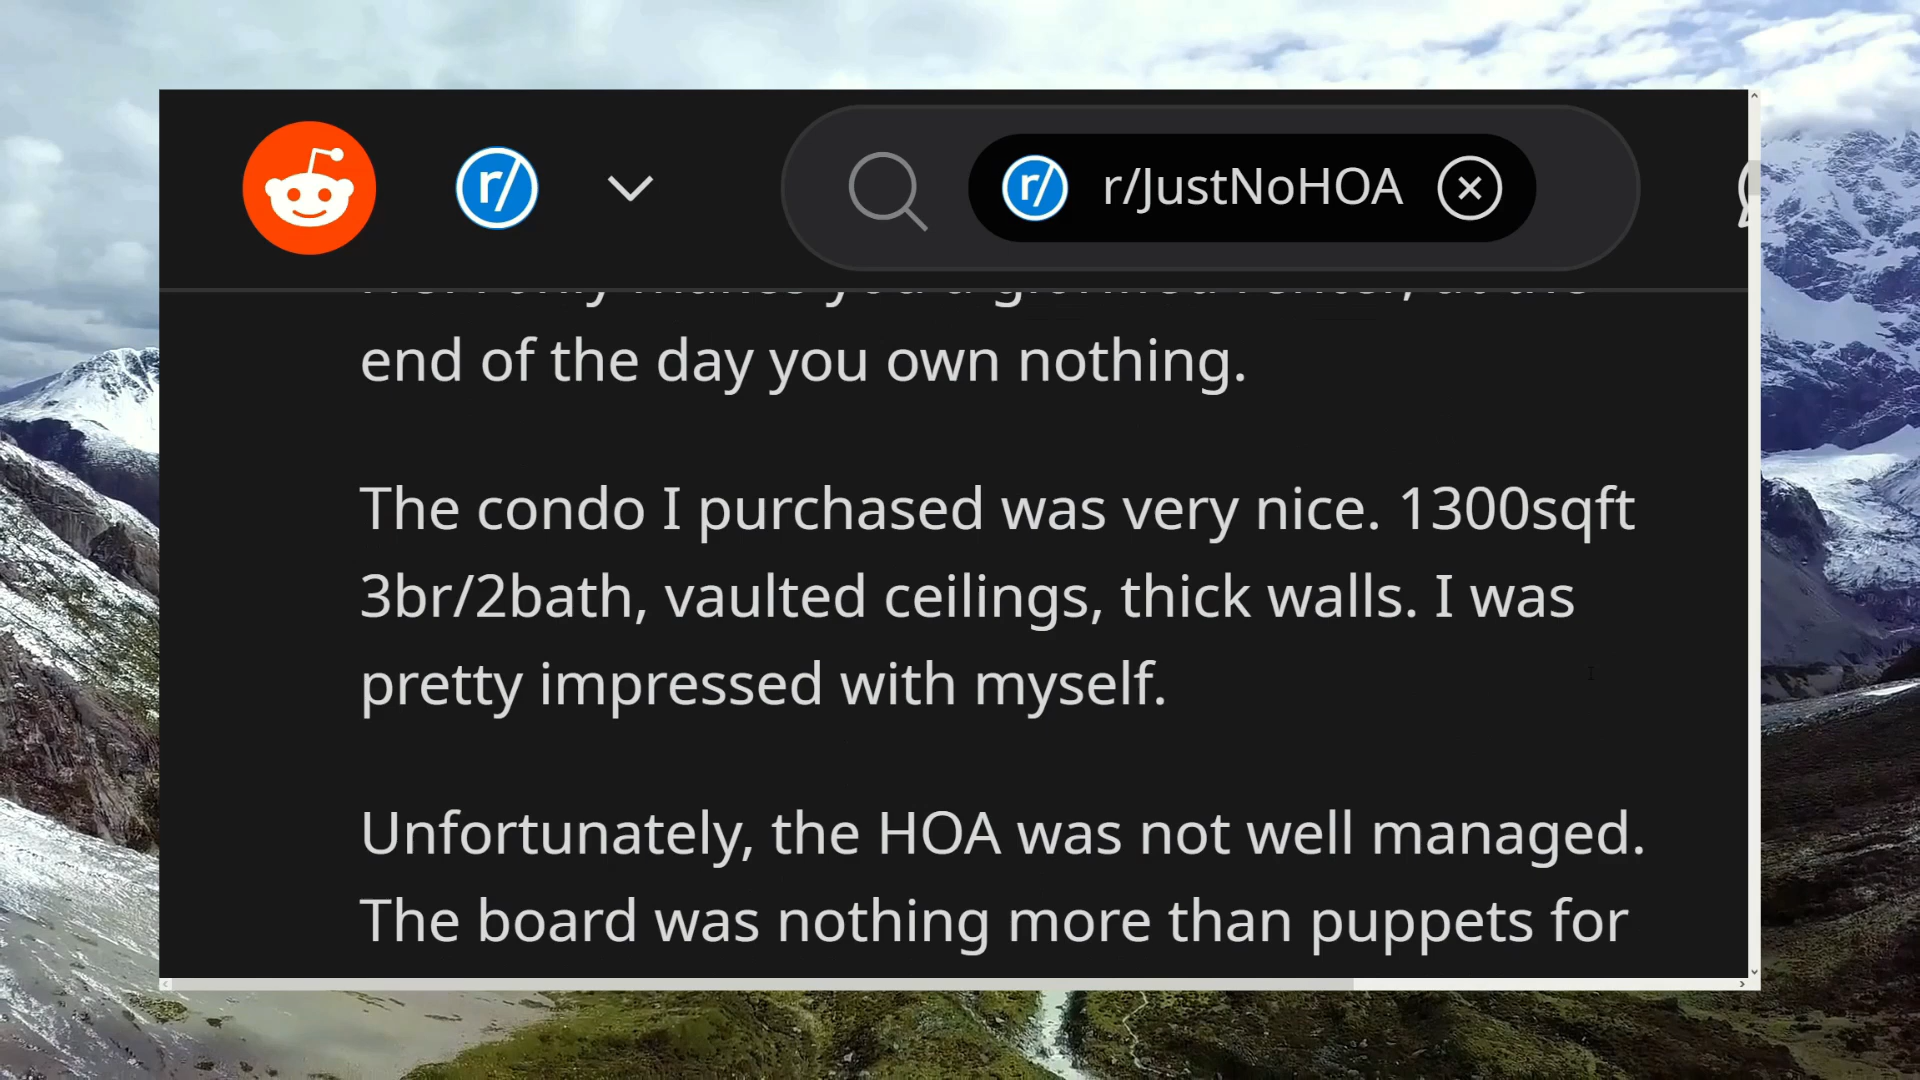 r/ r/JustNoHOA
end of the day you own nothing.
The condo I purchased was very nice. 1300sqft
3br/2bath, vaulted ceilings, thick walls. I was
pretty impressed with myself.
Unfortunately, the HOA was not well managed.
The board was nothing more than puppets for